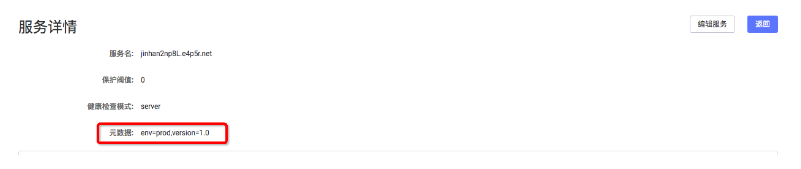 服务详情
编辑服务
返回
服务名: jinhan2np8L.e4p5r.net
保护阈值: 0
健康检查模式: server
元数据: env=prod,version=1.0